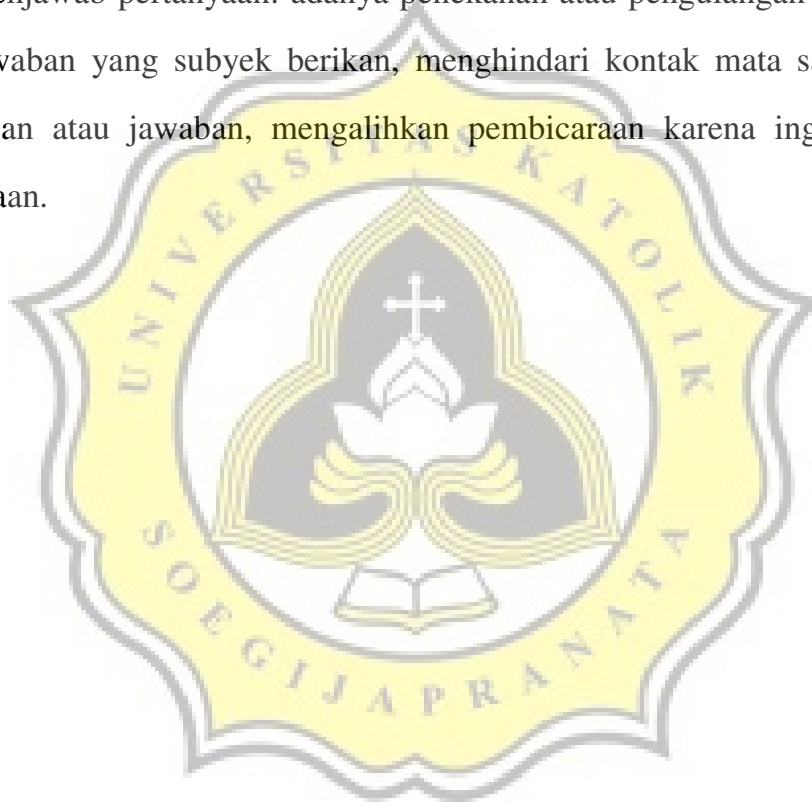 enjawab pertanyaan: adanya penekanan atau pengulangan
waban yang subyek berikan, menghindari kontak mata s
an atau jawaban, mengalihkan pembicaraan karena ing
aan.
UNIVERSITAS KATOLIK
SOEGIJAPRANATA